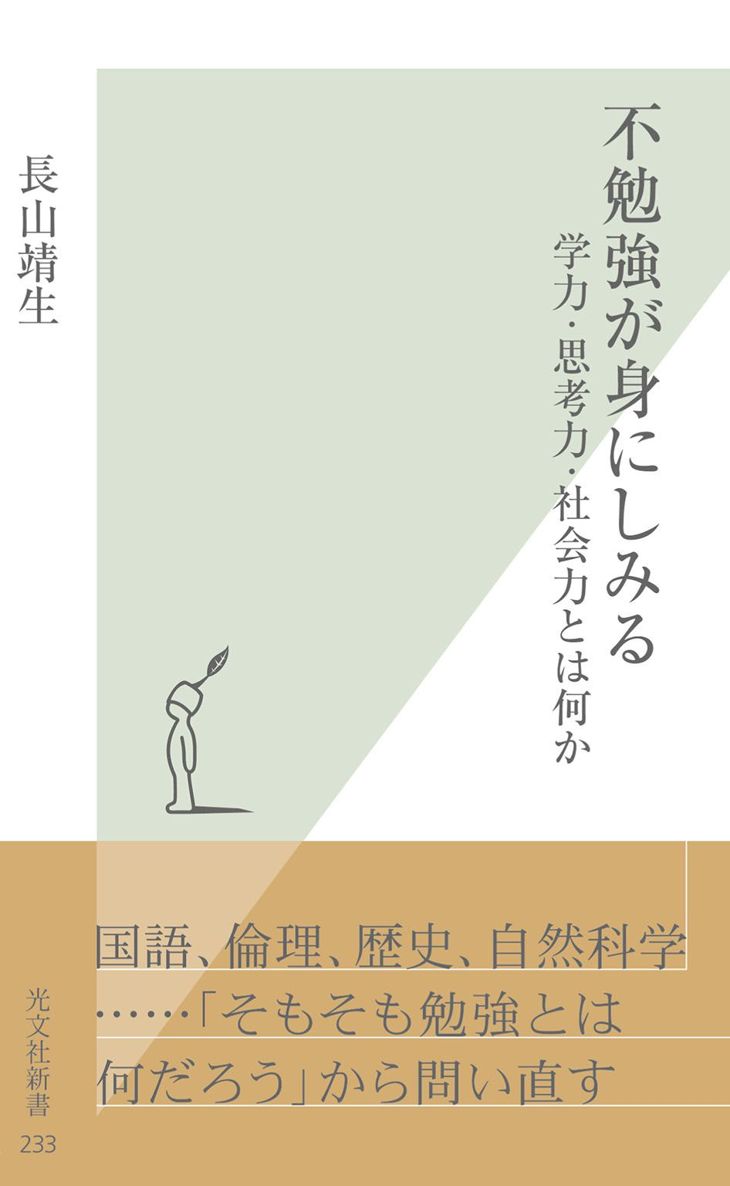 不勉強が身にしみる
学力・思考力・社会力とは何か
長山靖生
国語、倫理、歴史、自然科学
……「そもそも勉強とは
何だろう」から問い直す
光文社新書
233